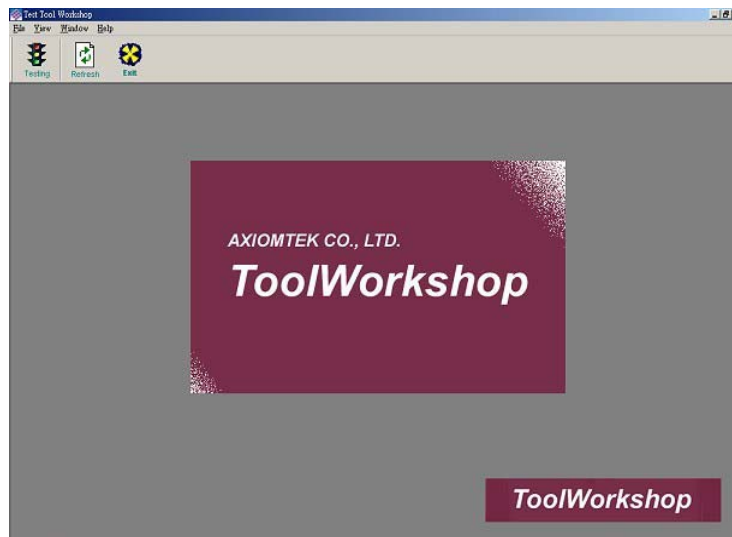 Test Tool Workshop
File View Window Help
Testing Refresh Exit
AXIOMTEK CO., LTD.
ToolWorkshop
ToolWorkshop